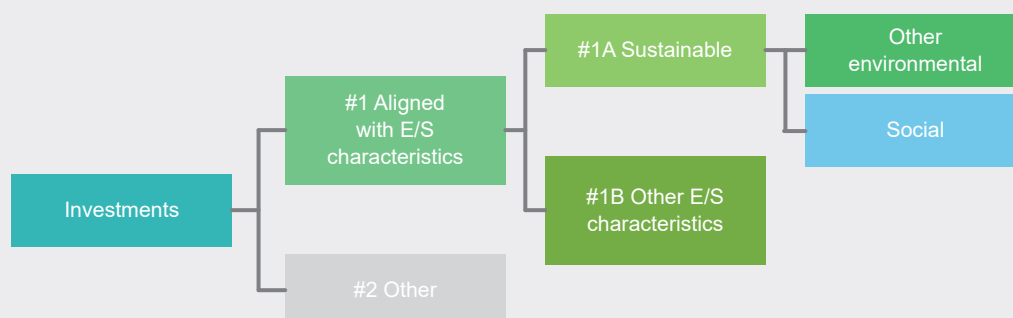 Investments
#1 Aligned
with E/S
characteristics
#2 Other
#1A Sustainable
#1B Other E/S
characteristics
Other
environmental
Social